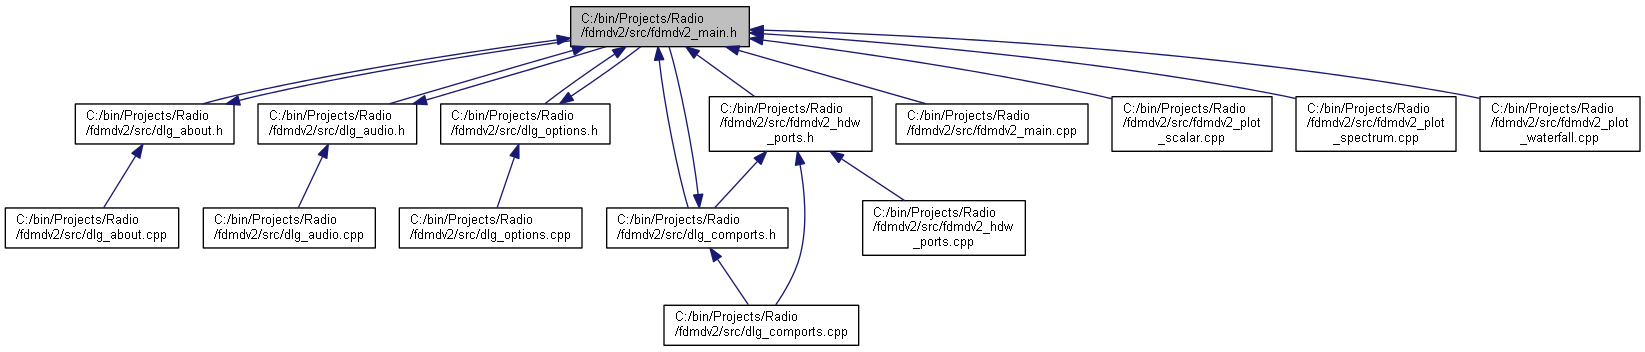 C:/bin/Projects/Radio
/fdmdv2/src/fdmdv2_main.h
C:/bin/Projects/Radio
/fdmdv2/src/dlg_about.h
C:/bin/Projects/Radio
/fdmdv2/src/dlg_audio.h
C:/bin/Projects/Radio
/fdmdv2/src/dlg_options.h
C:/bin/Projects/Radio
/fdmdv2/src/fdmdv2_hdw
_ports.h
C:/bin/Projects/Radio
/fdmdv2/src/fdmdv2_main.cpp
C:/bin/Projects/Radio
/fdmdv2/src/fdmdv2_plot
_scalar.cpp
C:/bin/Projects/Radio
/fdmdv2/src/fdmdv2_plot
_spectrum.cpp
C:/bin/Projects/Radio
/fdmdv2/src/fdmdv2_plot
_waterfall.cpp
C:/bin/Projects/Radio
/fdmdv2/src/dlg_about.cpp
C:/bin/Projects/Radio
/fdmdv2/src/dlg_audio.cpp
C:/bin/Projects/Radio
/fdmdv2/src/dlg_options.cpp
C:/bin/Projects/Radio
/fdmdv2/src/dlg_comports.h
C:/bin/Projects/Radio
/fdmdv2/src/fdmdv2_hdw
_ports.cpp
C:/bin/Projects/Radio
/fdmdv2/src/dlg_comports.cpp